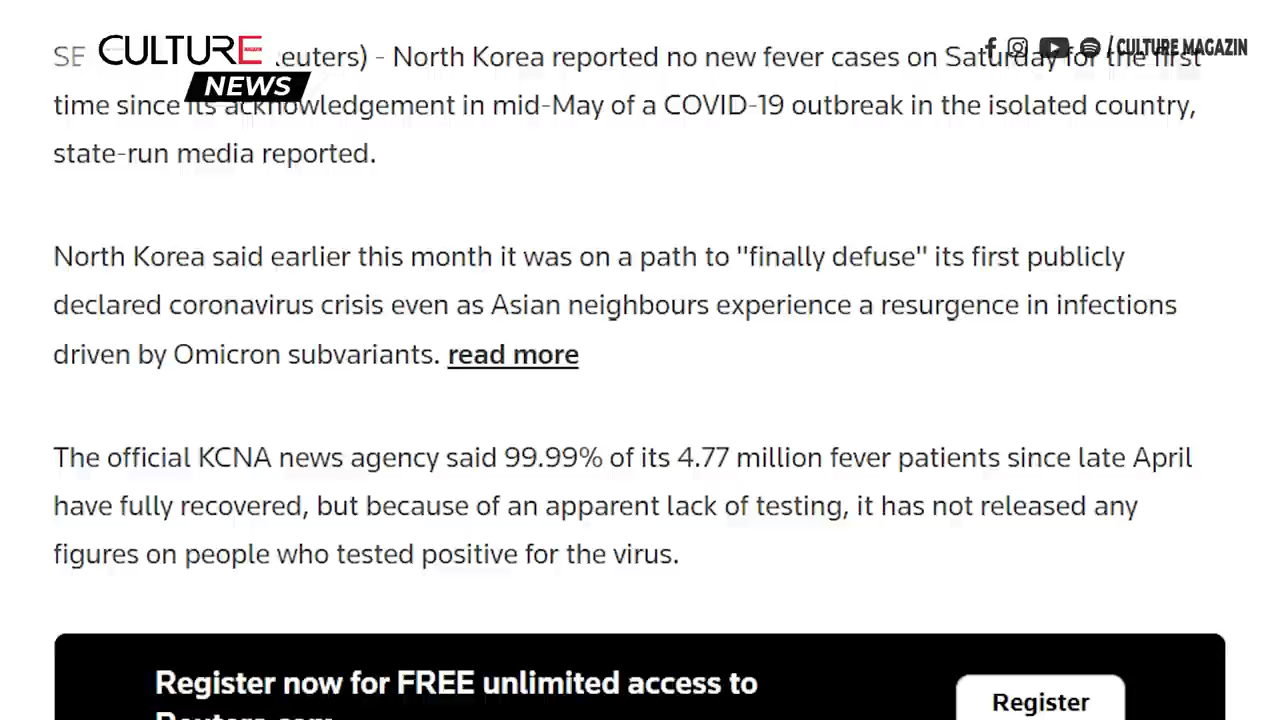 CULTURE
MAGAZIN
NEWS
/ CULTURE MAGAZIN
SE euters) - North Korea reported no new fever cases on Saturday for the first
time since its acknowledgement in mid-May of a COVID-19 outbreak in the isolated country,
state-run media reported.
North Korea said earlier this month it was on a path to "finally defuse" its first publicly
declared coronavirus crisis even as Asian neighbours experience a resurgence in infections
driven by Omicron subvariants. read more
The official KCNA news agency said 99.99% of its 4.77 million fever patients since late April
have fully recovered, but because of an apparent lack of testing, it has not released any
figures on people who tested positive for the virus.
Register now for FREE unlimited access to
Register
Reuters.com